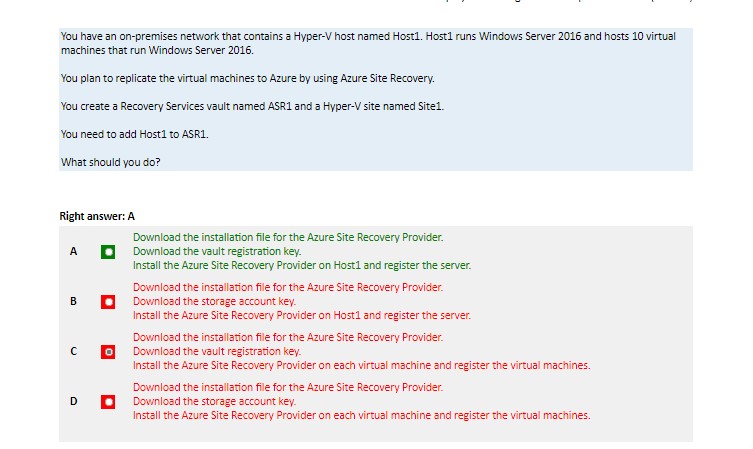 You have an on-premises network that contains a Hyper-V host named Host1. Host1 runs Windows Server 2016 and hosts 10 virtual
machines that run Windows Server 2016.
You plan to replicate the virtual machines to Azure by using Azure Site Recovery.
You create a Recovery Services vault named ASR1 and a Hyper-V site named Site1.
You need to add Host1 to ASR1.
What should you do?
Right answer: A
Download the installation file for the Azure Site Recovery Provider.
A Download the vault registration key.
Install the Azure Site Recovery Provider on Host1 and register the server.
Download the installation file for the Azure Site Recovery Provider.
B Download the storage account key.
Install the Azure Site Recovery Provider on Host1 and register the server.
Download the installation file for the Azure Site Recovery Provider.
C Download the vault registration key.
Install the Azure Site Recovery Provider on each virtual machine and register the virtual machines.
Download the installation file for the Azure Site Recovery Provider.
D Download the storage account key.
Install the Azure Site Recovery Provider on each virtual machine and register the virtual machines.